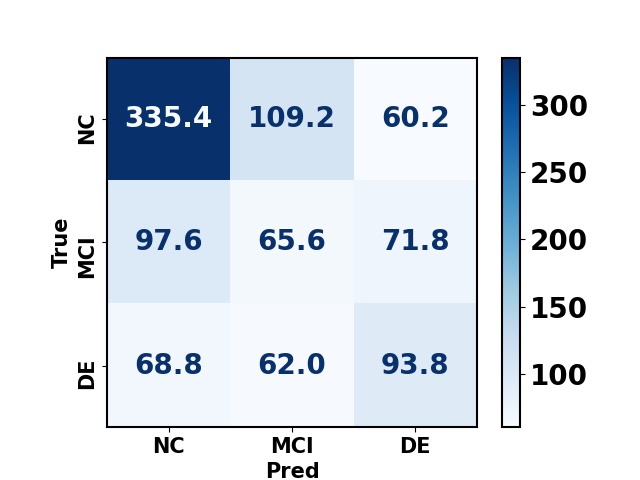 NC 335.4 109.2 60.2
MCI 97.6 65.6 71.8
DE 68.8 62.0 93.8
True
NC MCI DE
Pred
300
250
200
150
100